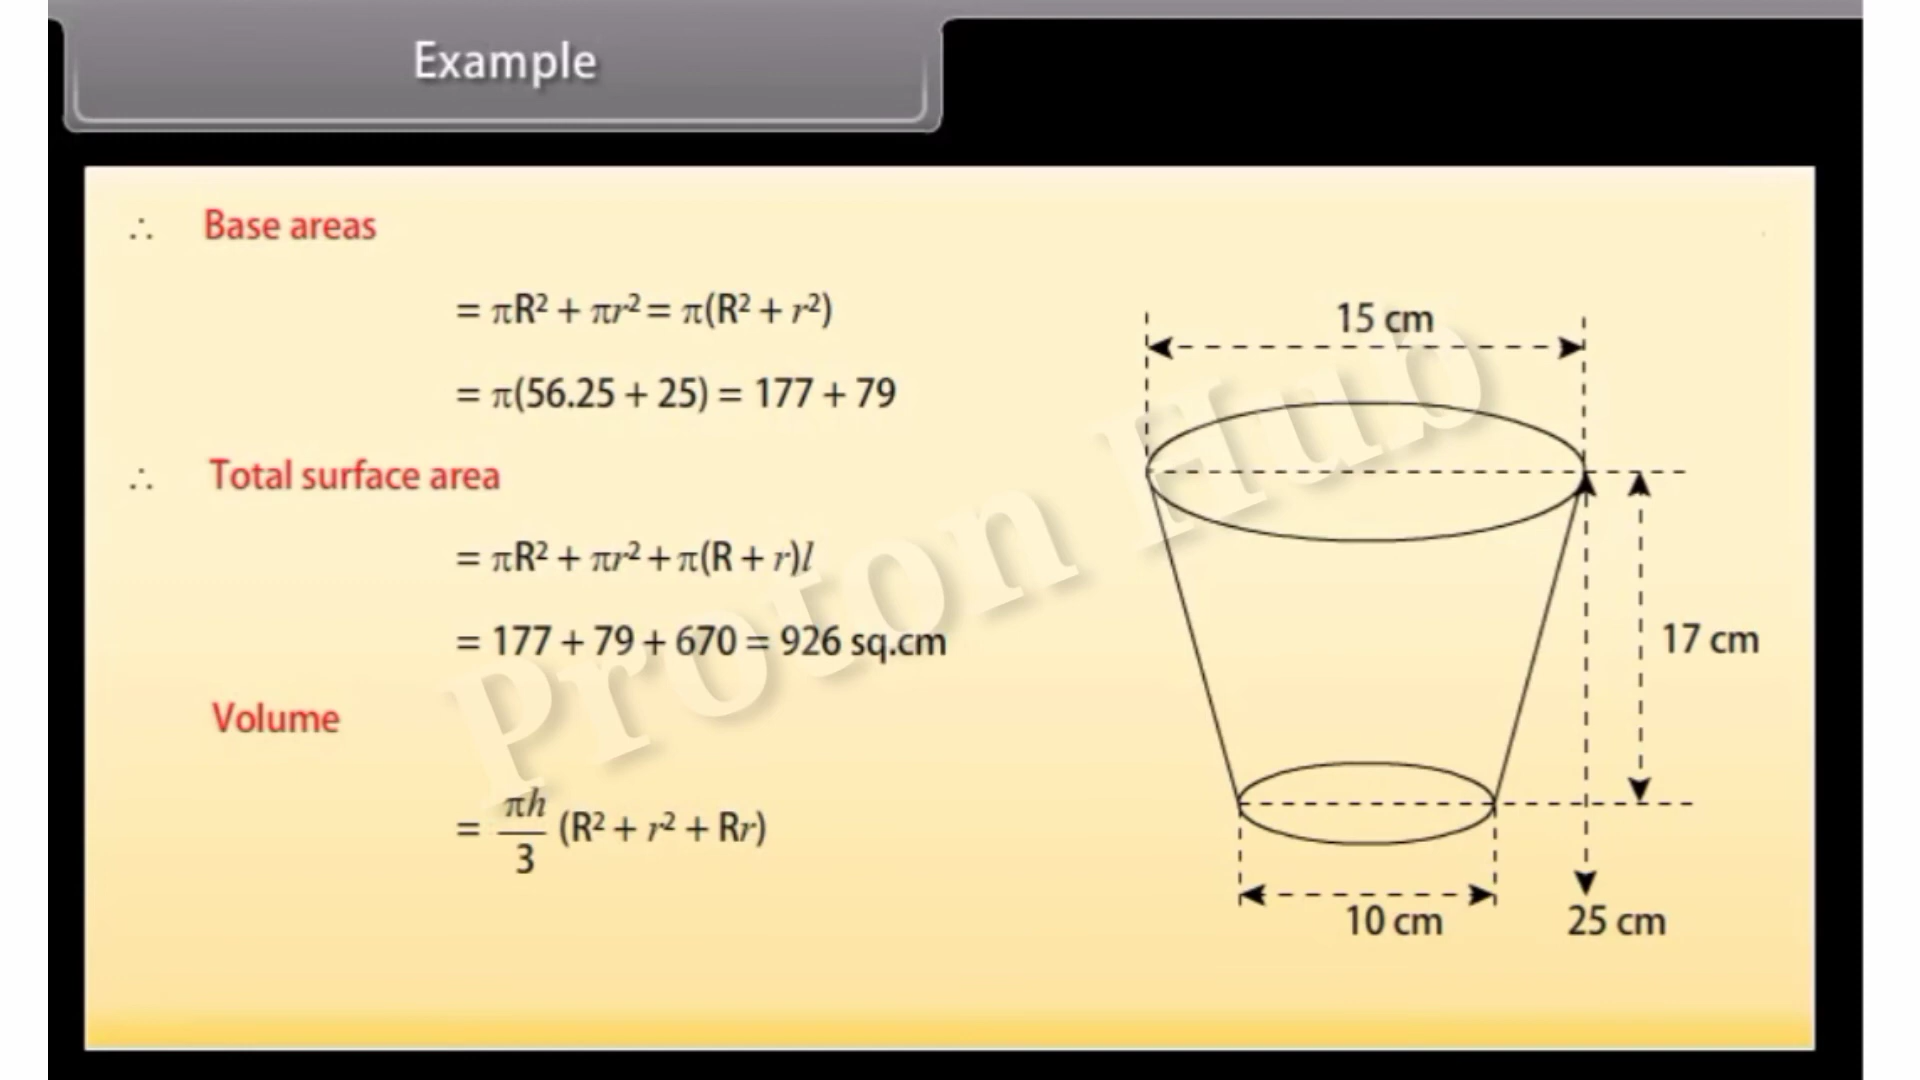 Example
∴ Base areas
= πR² + πr² = π(R² + r²)
= π(56.25 + 25) = 177 + 79
∴ Total surface area
= πR² + πr² + π(R + r)l
= 177 + 79 + 670 = 926 sq.cm
Volume
= πh/3 (R² + r² + Rr)
15 cm
17 cm
10 cm
25 cm
Proton Hub